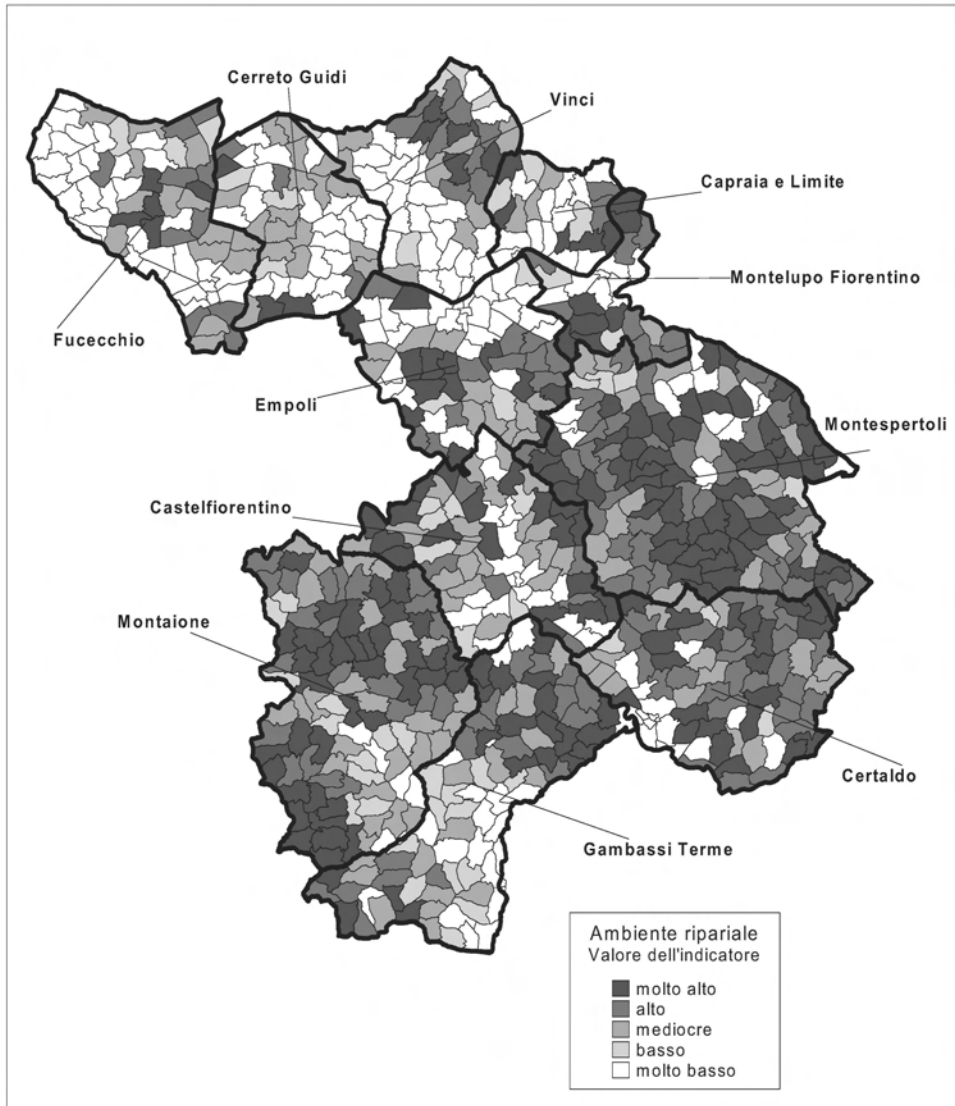 Cerreto Guidi
Vinci
Capraia e Limite
Montelupo Fiorentino
Fucecchio
Empoli
Montespertoli
Castelfiorentino
Montaione
Certaldo
Gambassi Terme
Ambiente ripariale
Valore dell'indicatore
molto alto
alto
mediocre
basso
molto basso